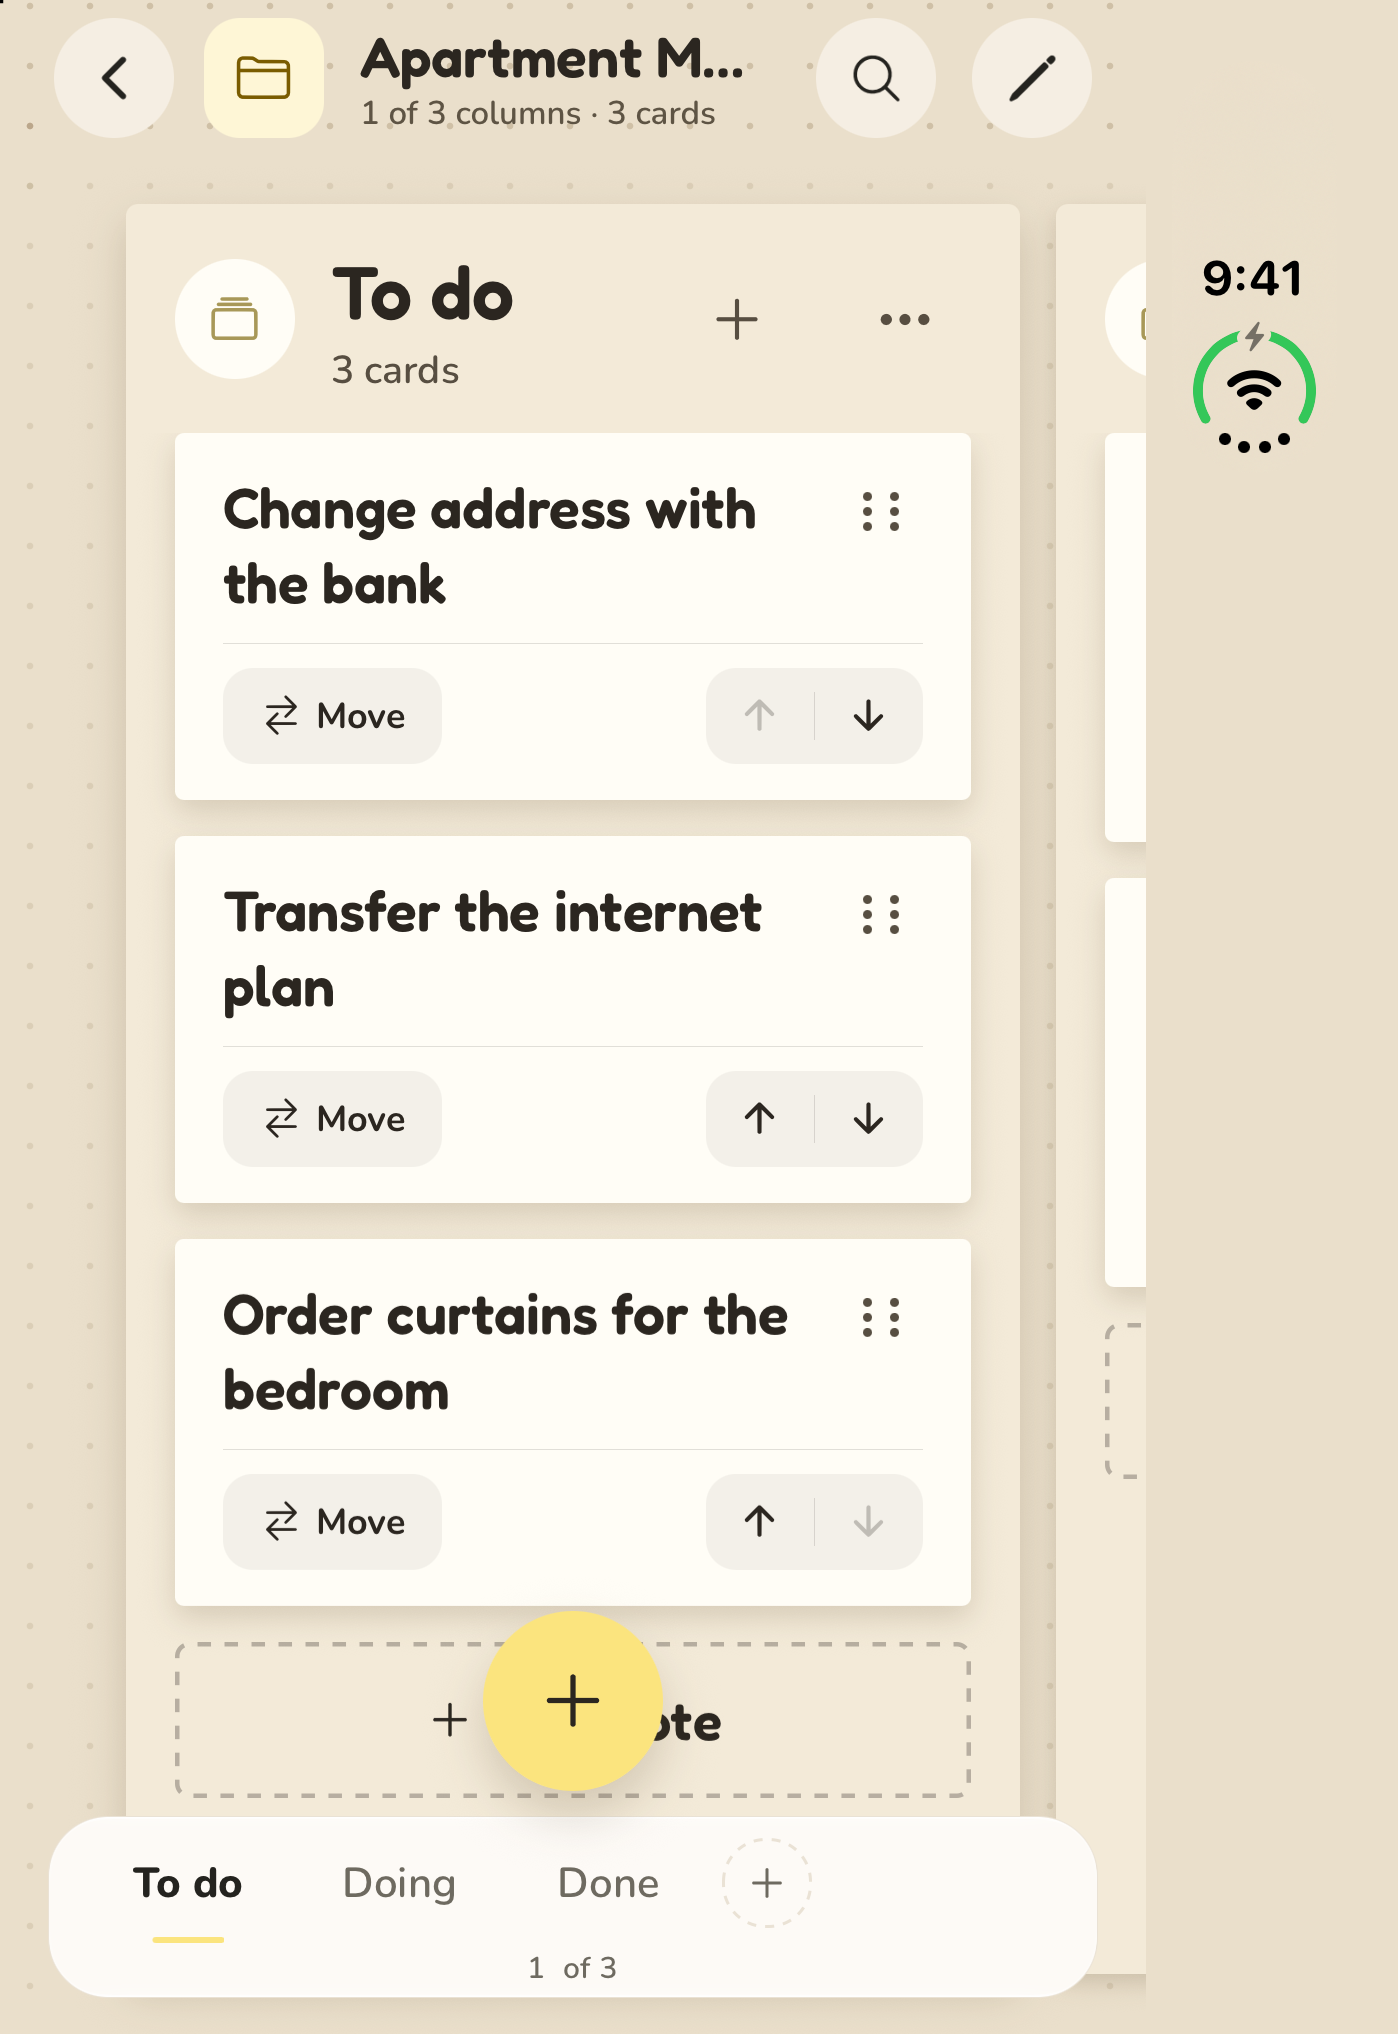 Apartment M...
1 of 3 columns · 3 cards
9:41
To do
3 cards
Change address with
the bank
Move
Transfer the internet
plan
Move
Order curtains for the
bedroom
Move
To do
Doing
Done
1 of 3